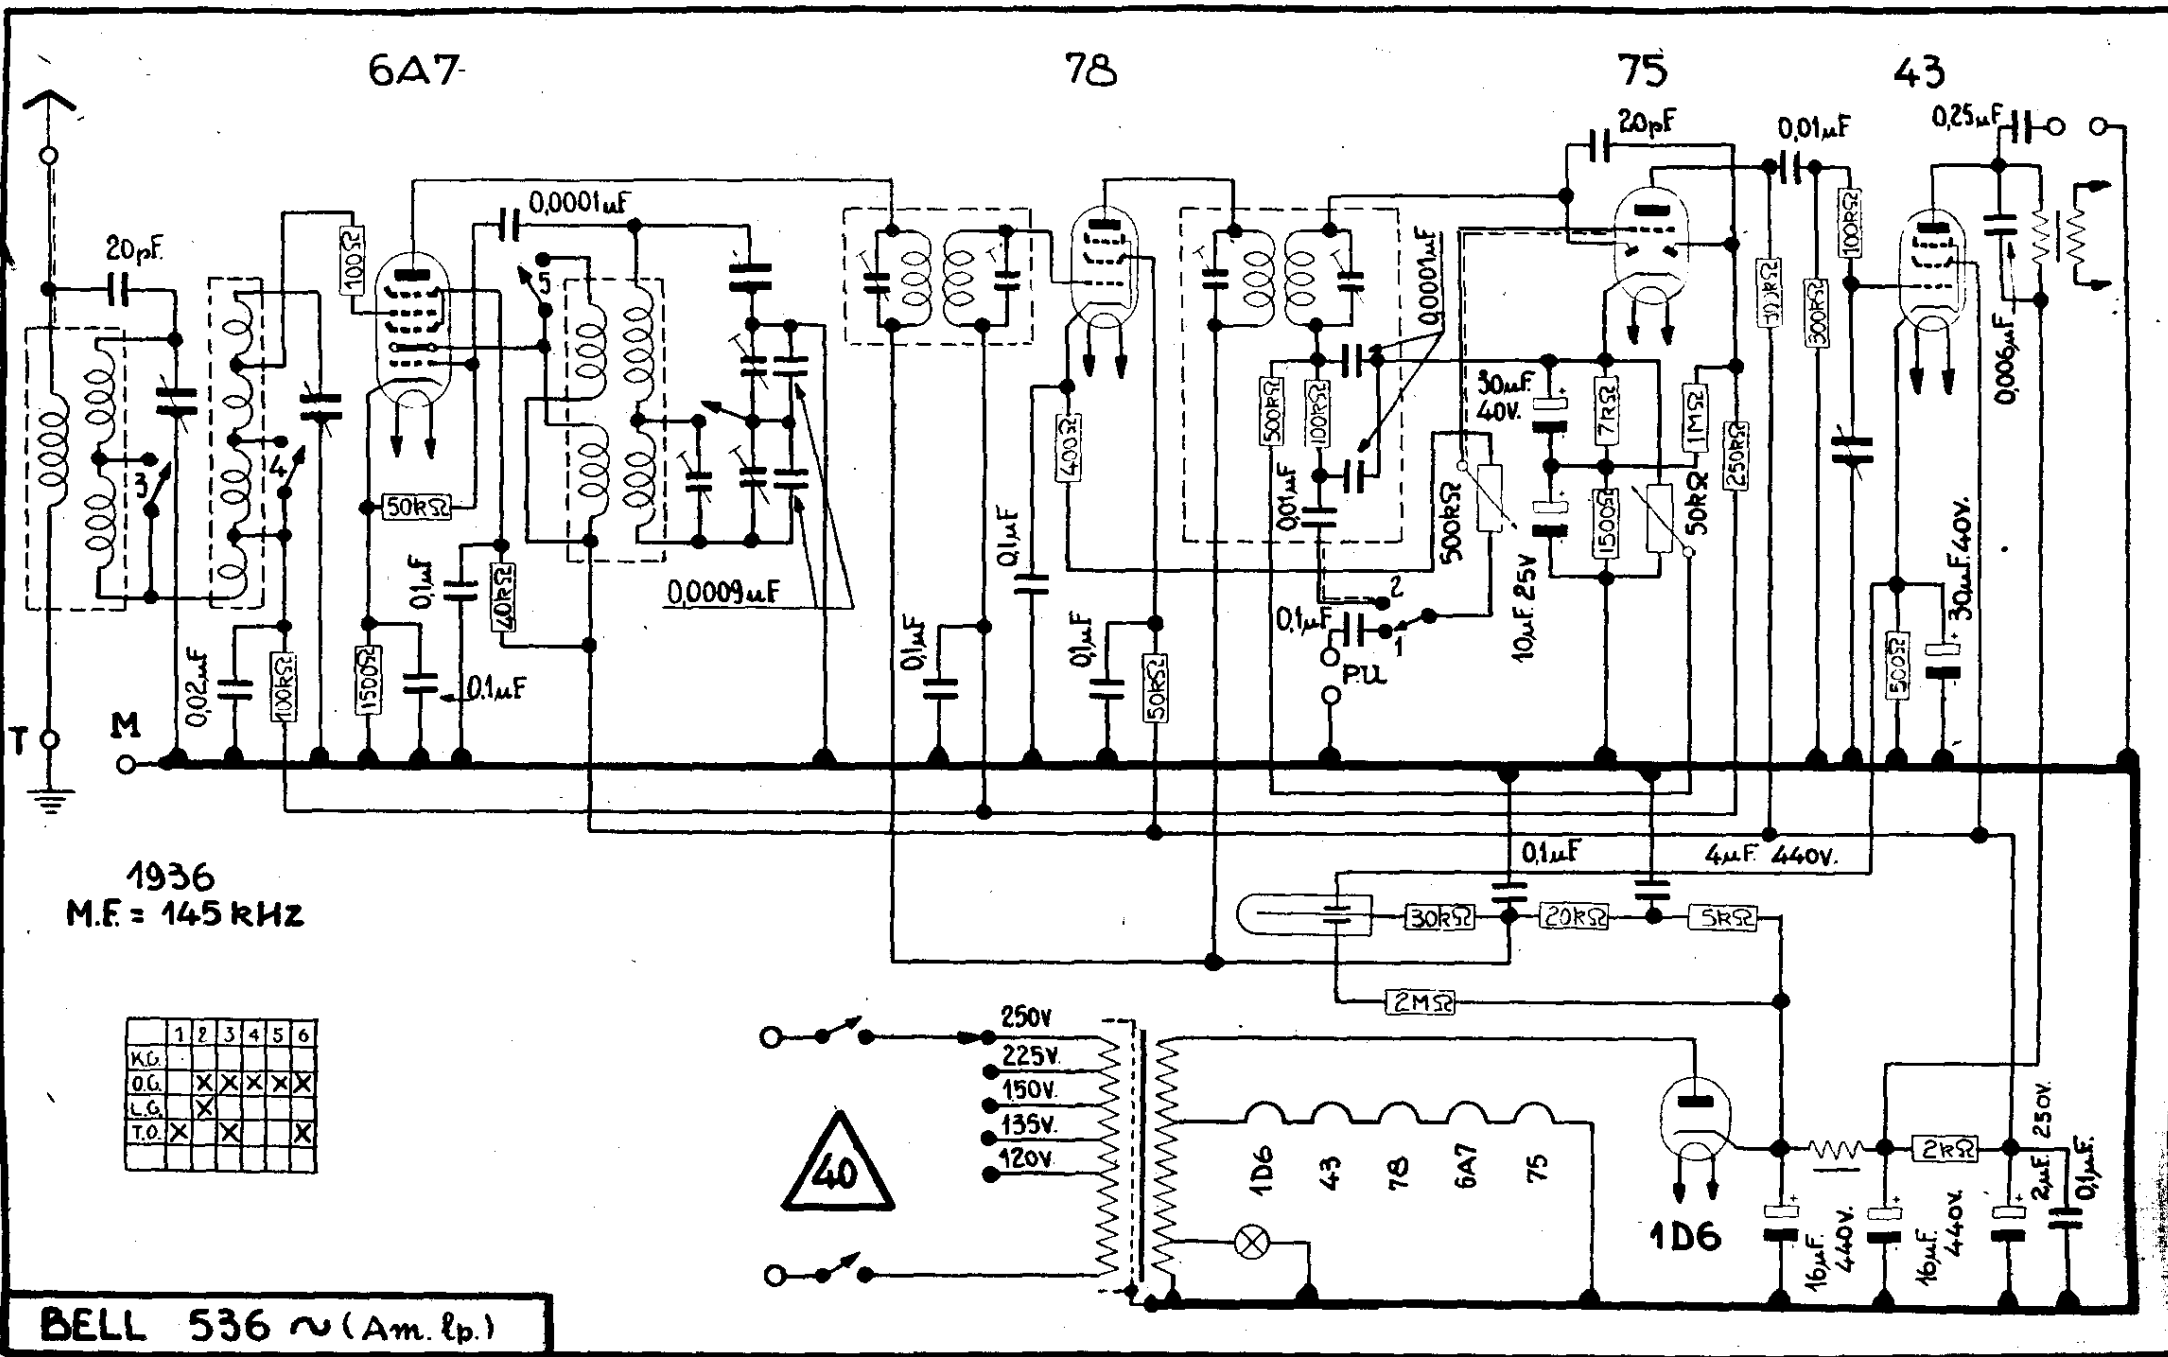 6A7
78
75
43
20pF.
100Ω
0,0001µF
5
20pF
0,01µF
0,25µF
100kΩ
300kΩ
300kΩ
0,006µF
3
4
50kΩ
0,1µF
40kΩ
0,0009µF
0,02µF
100kΩ
1500Ω
0.1µF
0,1µF
0,1µF
400Ω
0,1µF
50kΩ
0,0001µF
500kΩ
100kΩ
0,01µF
500kΩ
30µF.
40V.
7kΩ
1MΩ
250kΩ
1500Ω
50kΩ
10µF. 25V
2
0.1µF
1
P.U
500Ω
30µF. 40V.
T
M
1936
M.F. = 145 kHz
0,1µF
4µF. 440V.
30kΩ
20kΩ
5kΩ
2MΩ
1 2 3 4 5 6
K.G.
O.G. X X X X X
L.G. X
T.O. X X X
250V
225V.
150V.
135V.
120V.
40
1D6
43
78
6A7
75
1D6
2kΩ
16µF.
440V.
16µF.
440V.
2µF. 250V.
0,1µF.
BELL 536 ~ (Am. lp.)